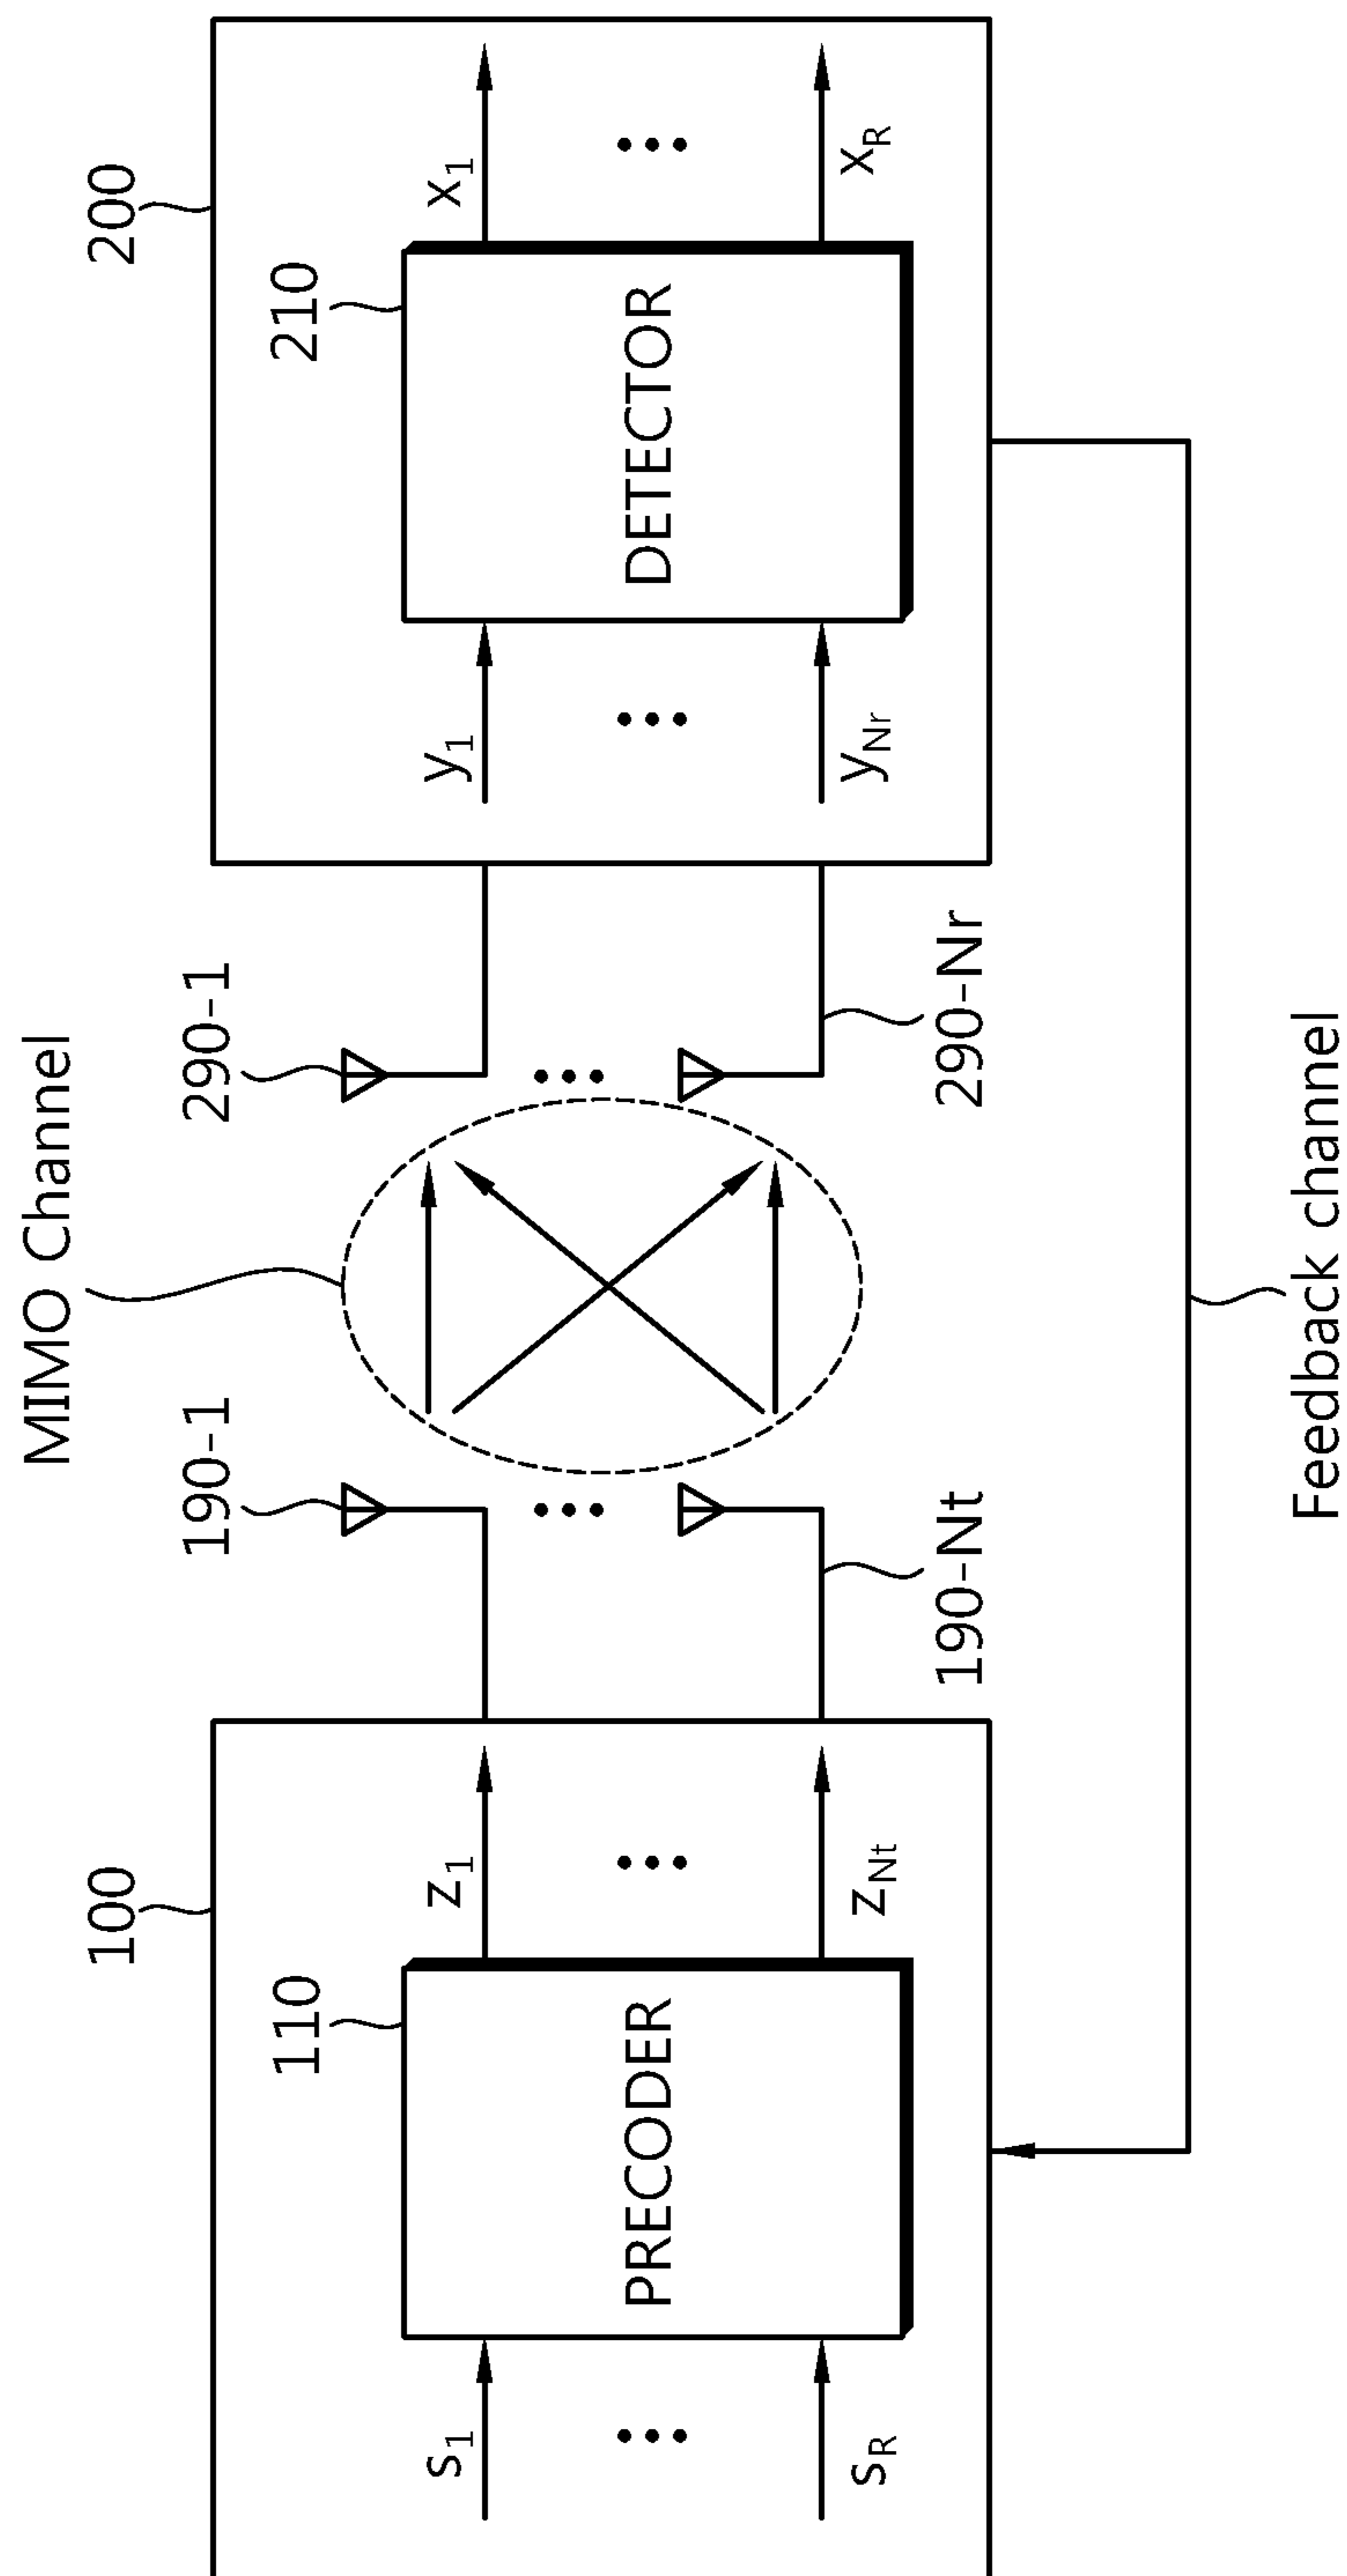 MIMO Channel
100
190-1
290-1
200
110
210
s1
z1
y1
x1
PRECODER
DETECTOR
sR
zNt
yNr
xR
190-Nt
290-Nr
Feedback channel